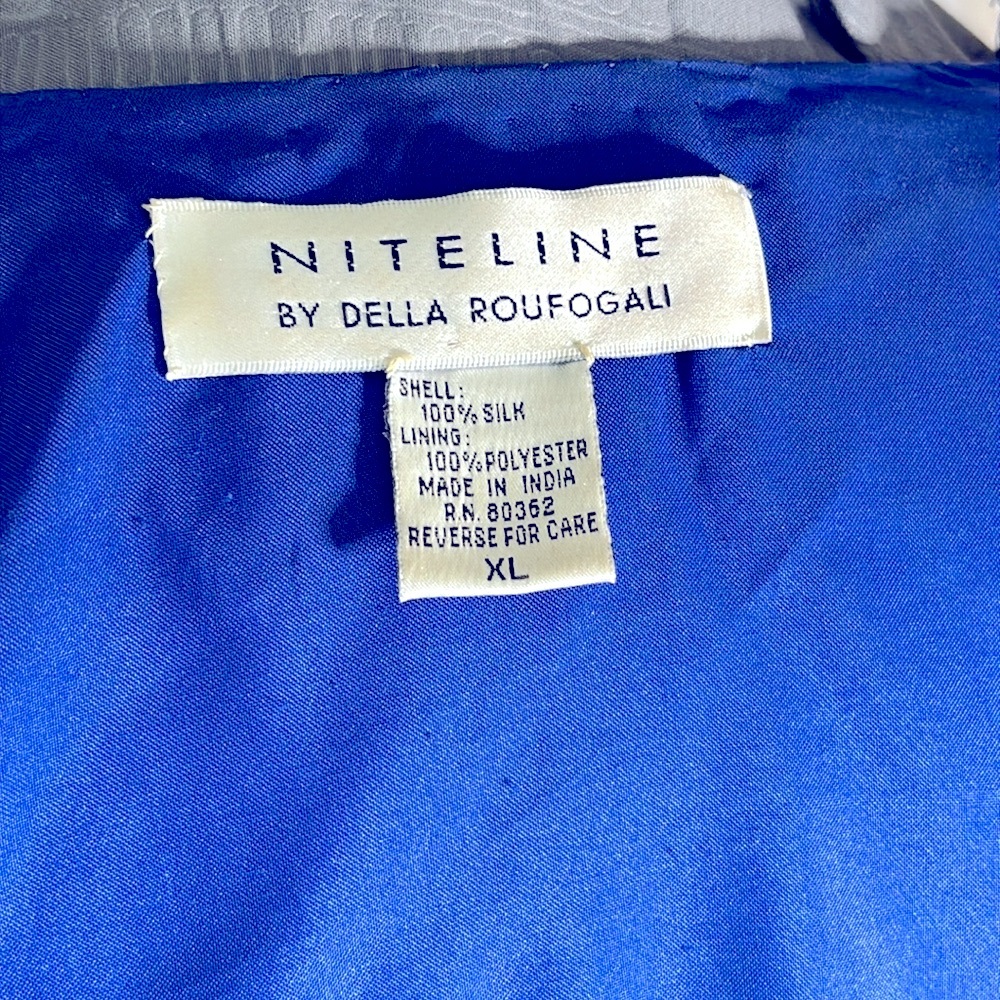 NITELINE
BY DELLA ROUFOGALI
SHELL:
100% SILK
LINING:
100% POLYESTER
MADE IN INDIA
R.N. 80362
REVERSE FOR CARE
XL